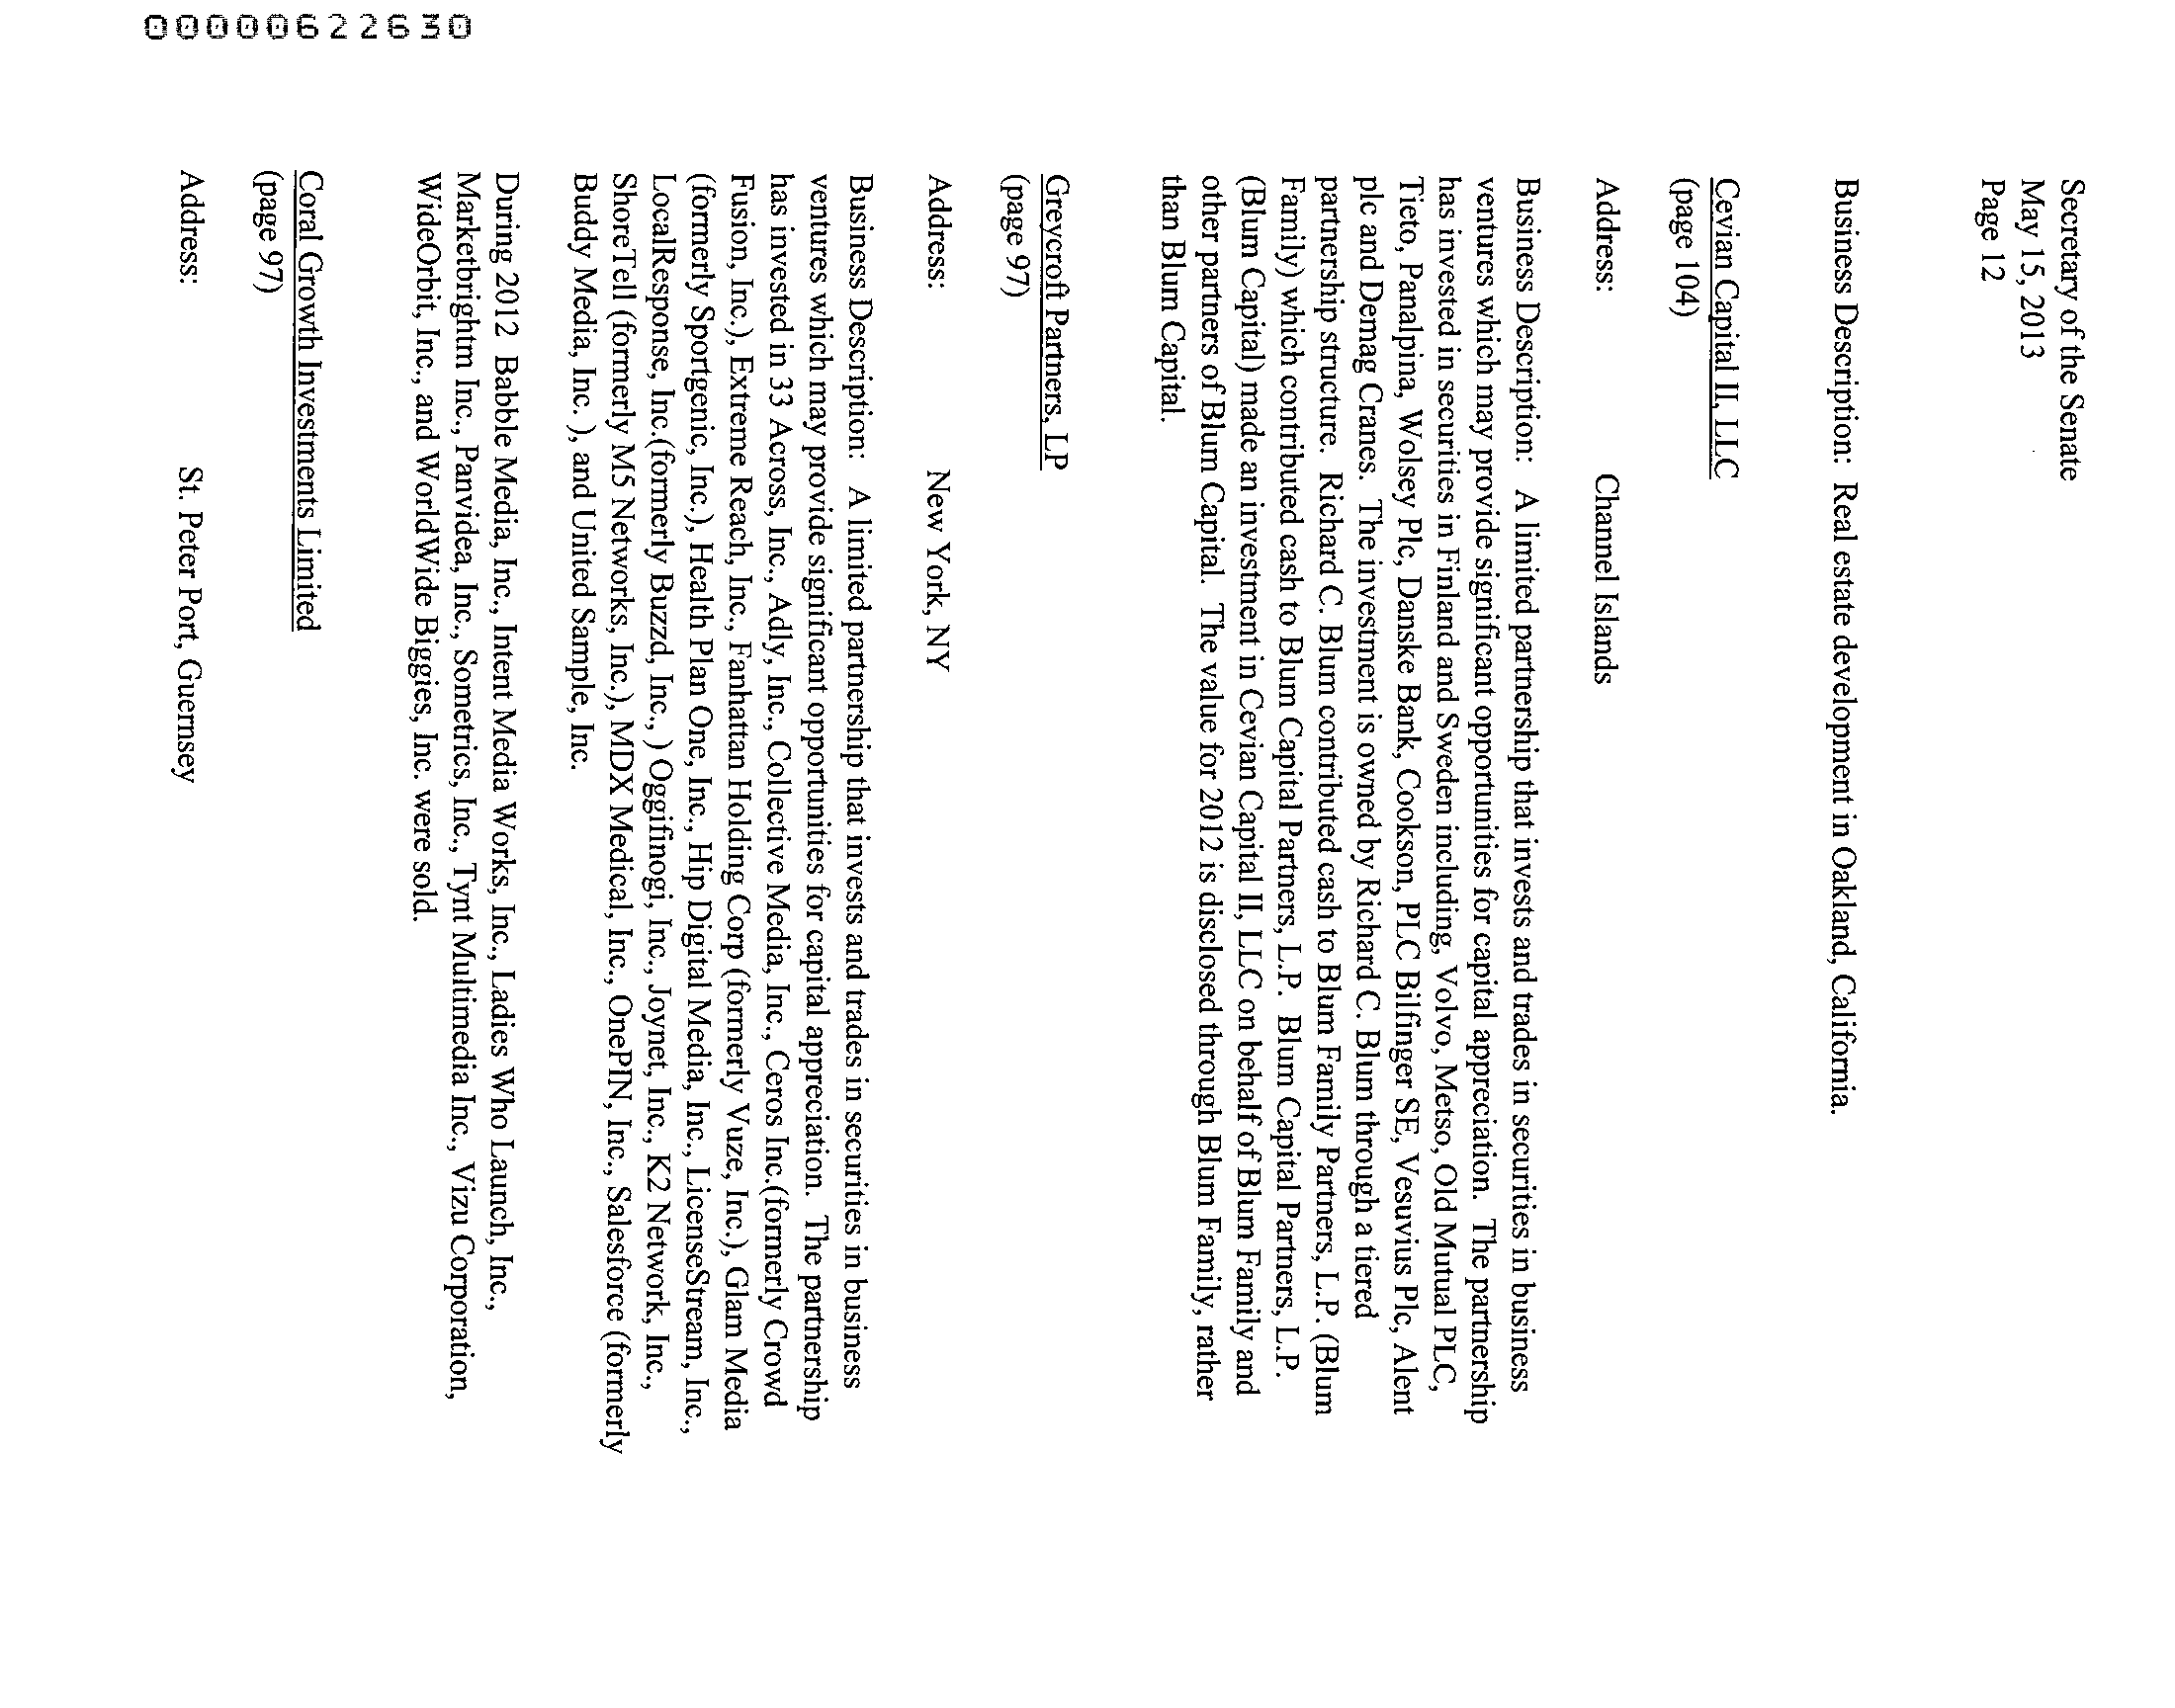 Secretary of the Senate
May 15, 2013
Page 12
Business Description: Real estate development in Oakland, California.
Cevian Capital II, LLC
(page 104)
Address: Channel Islands
Business Description: A limited partnership that invests and trades in securities in business
ventures which may provide significant opportunities for capital appreciation. The partnership
has invested in securities in Finland and Sweden including, Volvo, Metso, Old Mutual PLC,
Tieto, Panalpina, Wolsey Plc, Danske Bank, Cookson, PLC Bilfinger SE, Vesuvius Plc, Alent
plc and Demag Cranes. The investment is owned by Richard C. Blum through a tiered
partnership structure. Richard C. Blum contributed cash to Blum Family Partners, L.P. (Blum
Family) which contributed cash to Blum Capital Partners, L.P. Blum Capital Partners, L.P.
(Blum Capital) made an investment in Cevian Capital II, LLC on behalf of Blum Family and
other partners of Blum Capital. The value for 2012 is disclosed through Blum Family, rather
than Blum Capital.
Greycroft Partners, LP
(page 97)
Address: New York, NY
Business Description: A limited partnership that invests and trades in securities in business
ventures which may provide significant opportunities for capital appreciation. The partnership
has invested in 33 Across, Inc., Adly, Inc., Collective Media, Inc., Ceros Inc.(formerly Crowd
Fusion, Inc.), Extreme Reach, Inc., Fanhattan Holding Corp (formerly Vuze, Inc.), Glam Media
(formerly Sportgenic, Inc.), Health Plan One, Inc., Hip Digital Media, Inc., LicenseStream, Inc.,
LocalResponse, Inc.(formerly Buzzd, Inc., ) Oggifinogi, Inc., Joynet, Inc., K2 Network, Inc.,
ShoreTell (formerly M5 Networks, Inc.), MDX Medical, Inc., OnePIN, Inc., Salesforce (formerly
Buddy Media, Inc. ), and United Sample, Inc.
During 2012 Babble Media, Inc., Intent Media Works, Inc., Ladies Who Launch, Inc.,
Marketbrightm Inc., Panvidea, Inc., Sometrics, Inc., Tynt Multimedia Inc., Vizu Corporation,
WideOrbit, Inc., and WorldWide Biggies, Inc. were sold.
Coral Growth Investments Limited
(page 97)
Address: St. Peter Port, Guernsey
00000622630